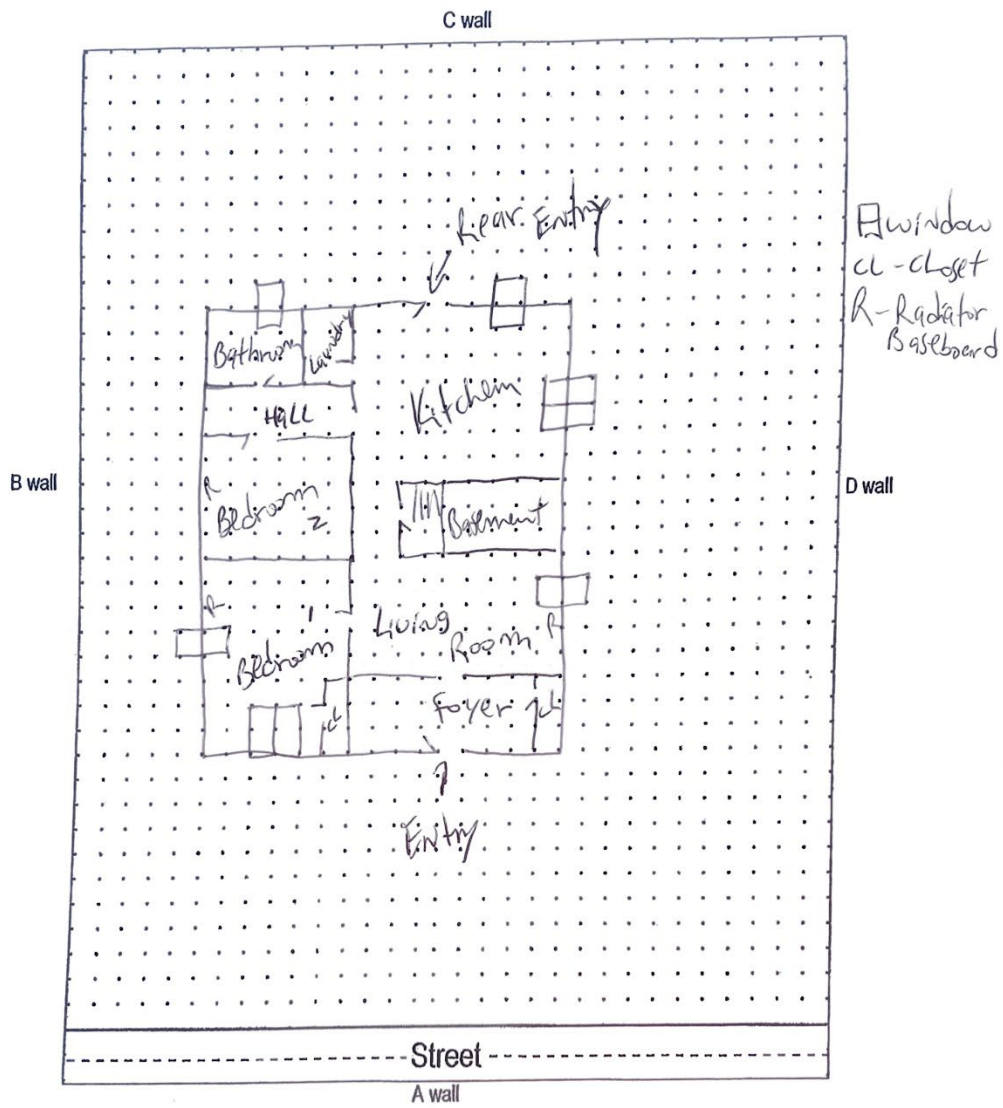 C wall
Rear Entry
window
CL - Closet
R - Radiator
Baseboard
Bathroom
Laundry
Kitchen
Hall
B wall
D wall
R
Bedroom
2
Basement
R
1
Living
Room
R
Bedroom
Foyer
CL
CL
Entry
Street
A wall